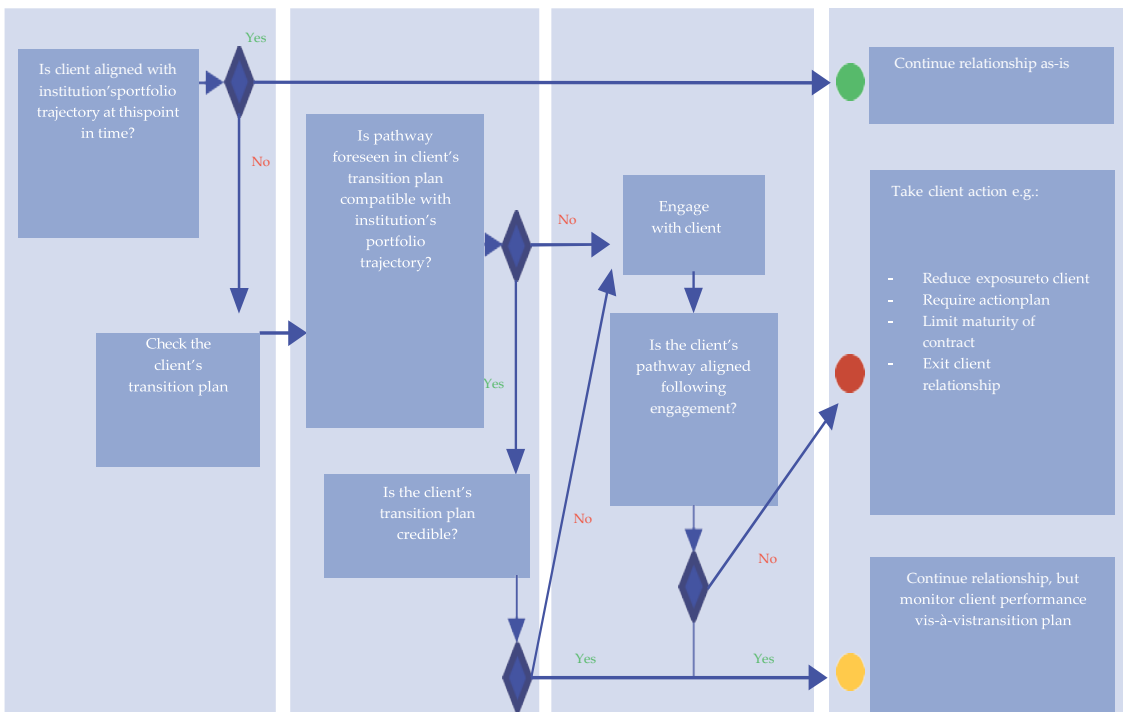 Yes
Is client aligned with
institution'sportfolio
trajectory at thispoint
in time?
No
Check the
client's
transition plan
Is pathway
foreseen in client's
transition plan
compatible with
institution's
portfolio
trajectory?
No
Yes
Is the client's
transition plan
credible?
No
Yes
Engage
with client
Is the client's
pathway aligned
following
engagement?
No
Yes
Continue relationship as-is
Take client action e.g.:
- Reduce exposureto client
- Require actionplan
- Limit maturity of
contract
- Exit client
relationship
Continue relationship, but
monitor client performance
vis-à-vistransition plan